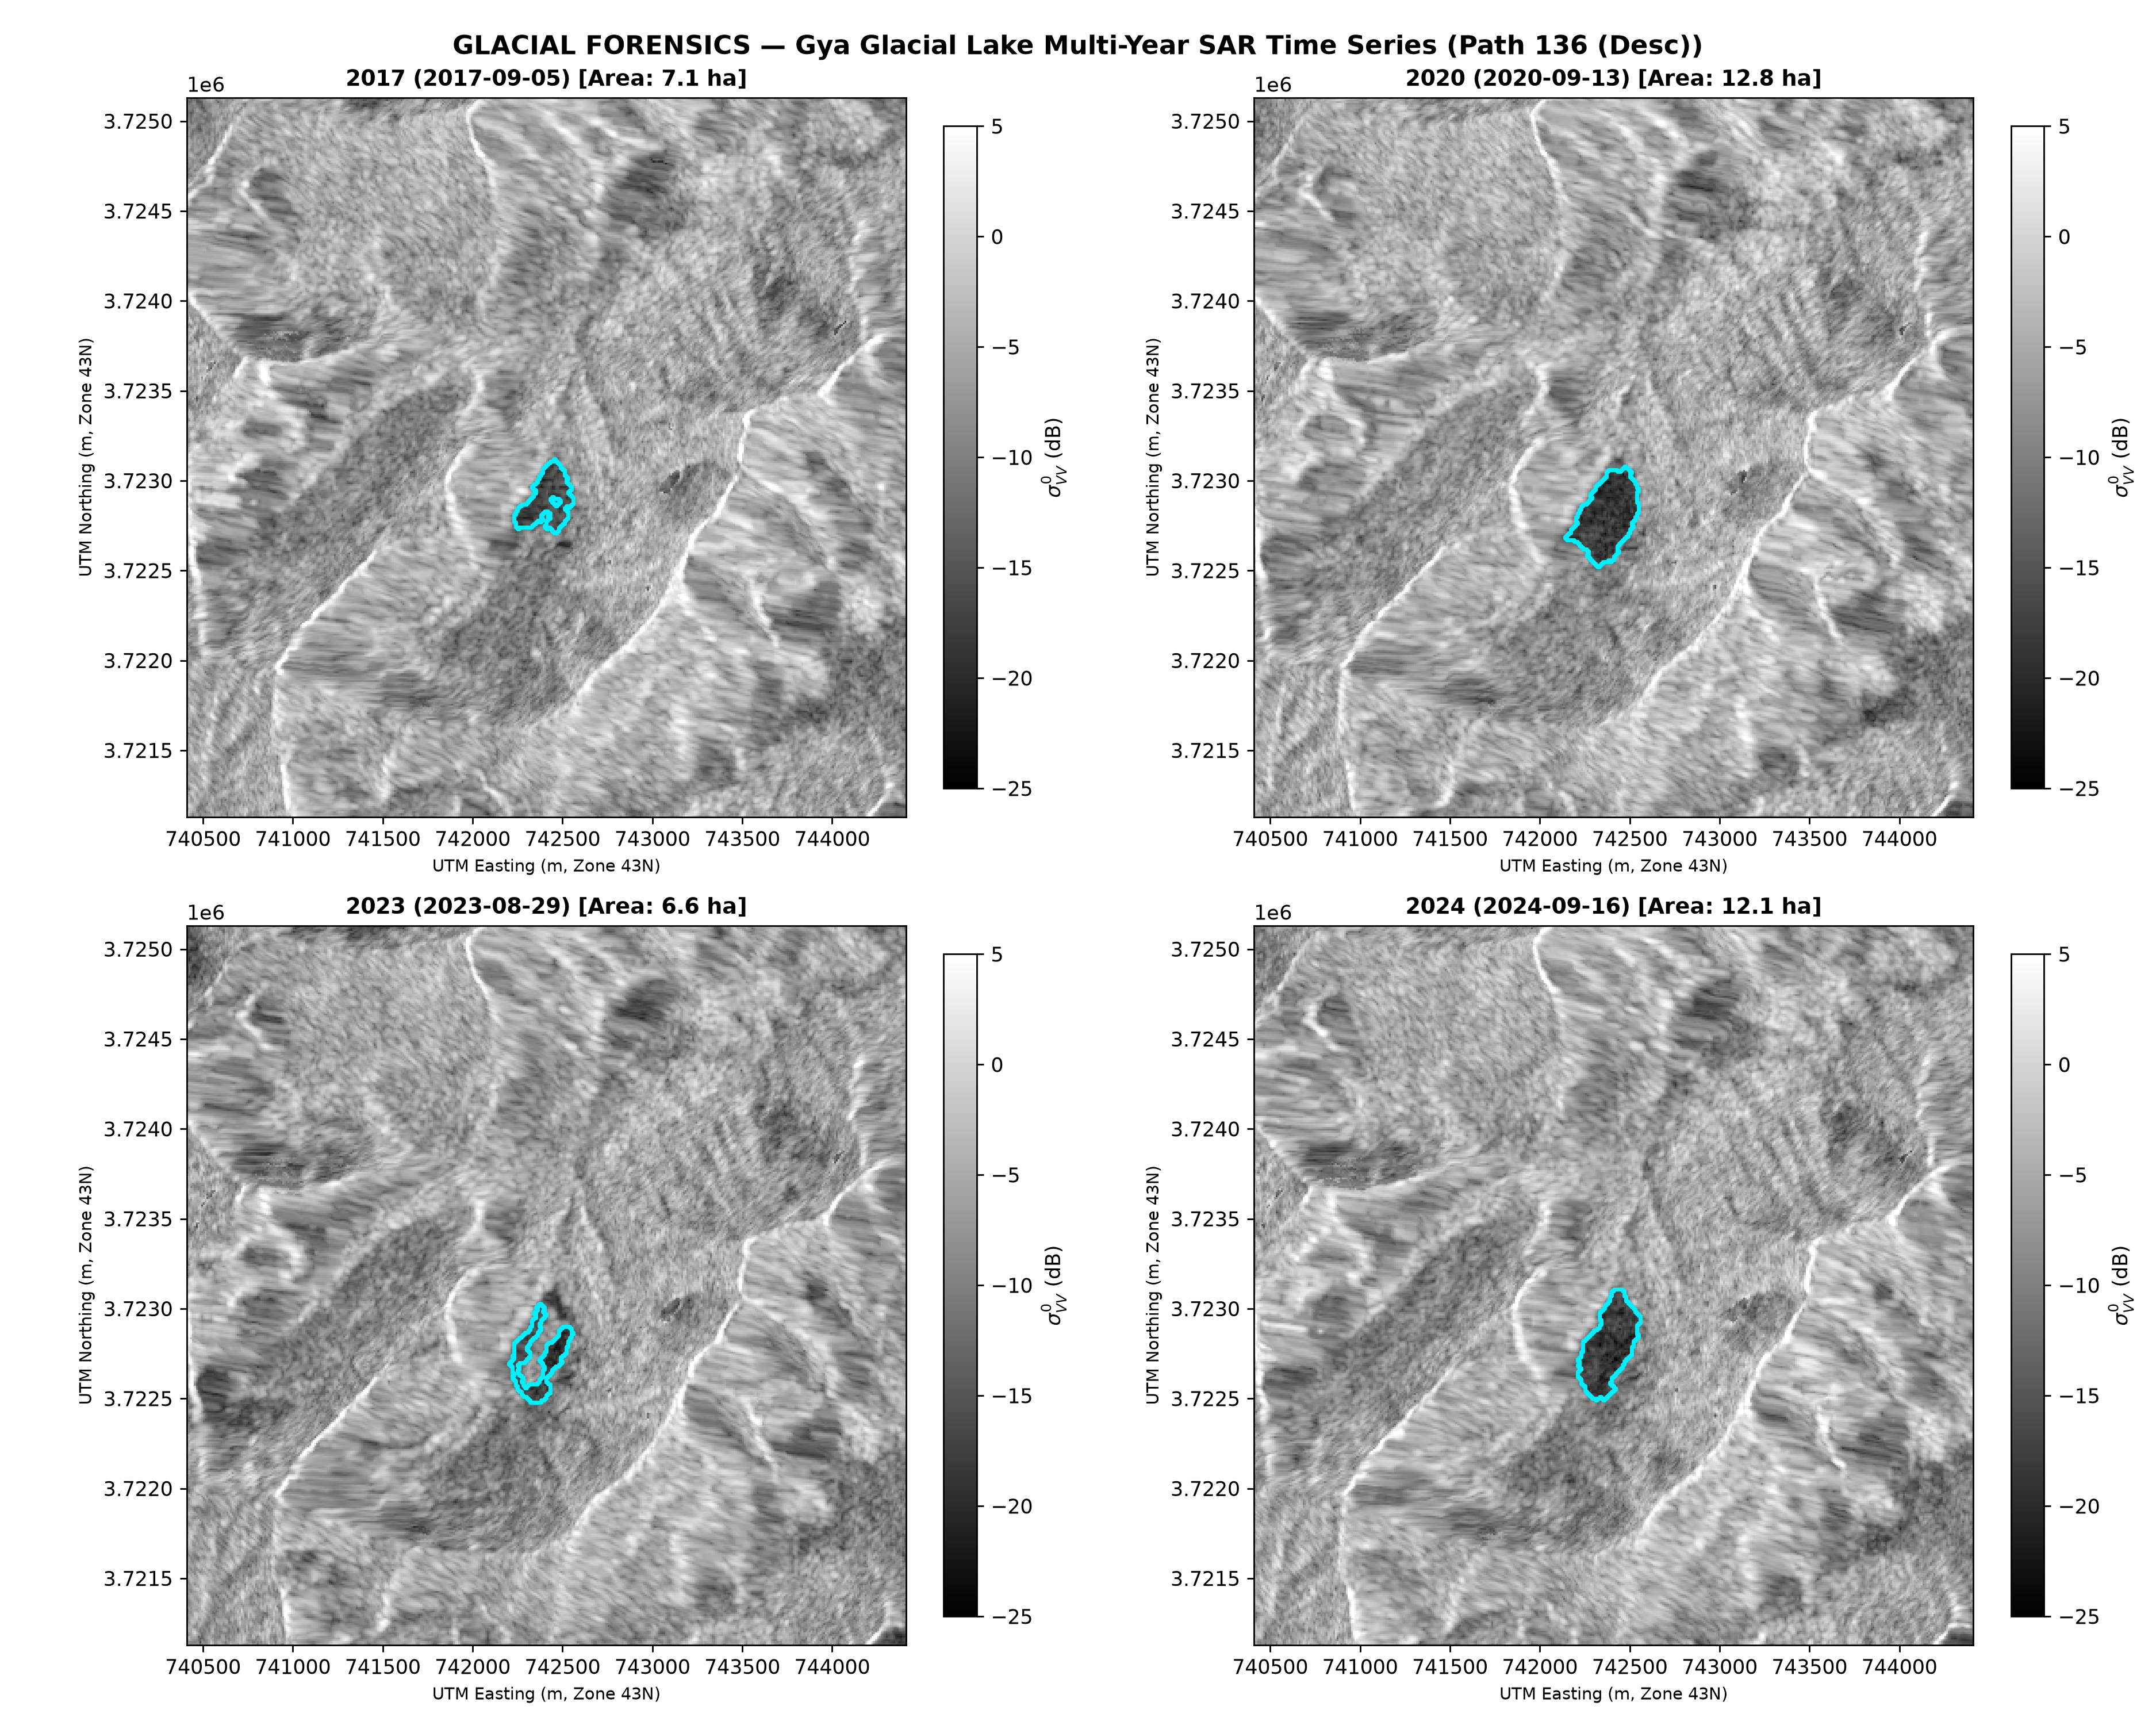 GLACIAL FORENSICS — Gya Glacial Lake Multi-Year SAR Time Series (Path 136 (Desc))
2017 (2017-09-05) [Area: 7.1 ha]
1e6
3.7250
3.7245
3.7240
3.7235
3.7230
3.7225
3.7220
3.7215
UTM Northing (m, Zone 43N)
740500 741000 741500 742000 742500 743000 743500 744000
UTM Easting (m, Zone 43N)
5
0
−5
−10
−15
−20
−25
σ⁰VV (dB)
2020 (2020-09-13) [Area: 12.8 ha]
1e6
3.7250
3.7245
3.7240
3.7235
3.7230
3.7225
3.7220
3.7215
UTM Northing (m, Zone 43N)
740500 741000 741500 742000 742500 743000 743500 744000
UTM Easting (m, Zone 43N)
5
0
−5
−10
−15
−20
−25
σ⁰VV (dB)
2023 (2023-08-29) [Area: 6.6 ha]
1e6
3.7250
3.7245
3.7240
3.7235
3.7230
3.7225
3.7220
3.7215
UTM Northing (m, Zone 43N)
740500 741000 741500 742000 742500 743000 743500 744000
UTM Easting (m, Zone 43N)
5
0
−5
−10
−15
−20
−25
σ⁰VV (dB)
2024 (2024-09-16) [Area: 12.1 ha]
1e6
3.7250
3.7245
3.7240
3.7235
3.7230
3.7225
3.7220
3.7215
UTM Northing (m, Zone 43N)
740500 741000 741500 742000 742500 743000 743500 744000
UTM Easting (m, Zone 43N)
5
0
−5
−10
−15
−20
−25
σ⁰VV (dB)